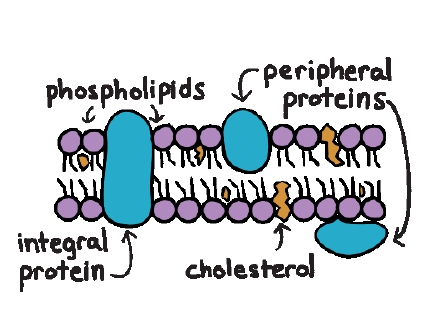 phospholipids
peripheral
proteins
integral
protein
cholesterol